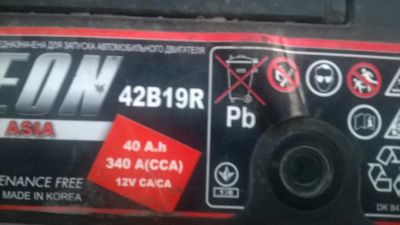 ЕДНАЗНАЧЕНА ДЛЯ ЗАПУСКА АВТОМОБИЛЬНОГО ДВИГАТЕЛЯ
EON
ASIA
42B19R
40 A.h
340 A(CCA)
12V CA/CA
Pb
ENANCE FREE
MADE IN KOREA